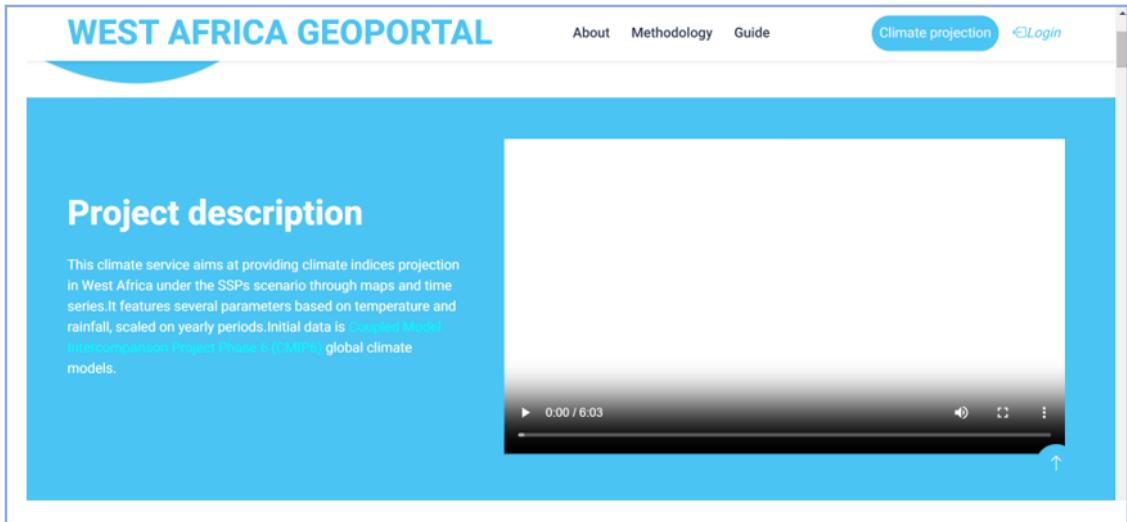 WEST AFRICA GEOPORTAL
About Methodology Guide
Climate projection
Login
Project description
This climate service aims at providing climate indices projection
in West Africa under the SSPs scenario through maps and time
series.It features several parameters based on temperature and
rainfall, scaled on yearly periods.Initial data is Coupled Model
Intercomparison Project Phase 6 (CMIP6) global climate
models.
0:00 / 6:03